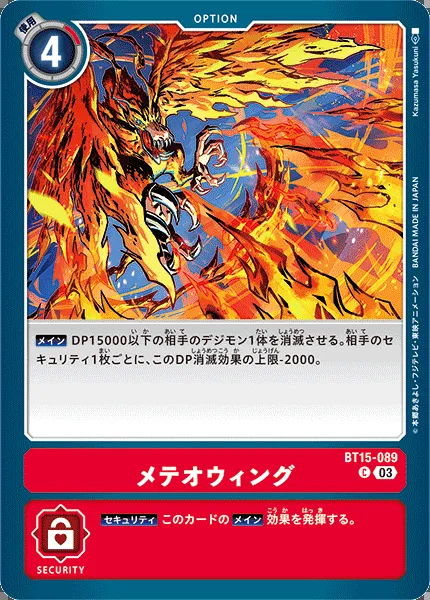 OPTION
使用
4
Kazumasa Yasukuni
©本郷あきよし・フジテレビ・東映アニメーション BANDAI MADE IN JAPAN
メイン DP15000以下の相手のデジモン1体を消滅させる。相手のセ
キュリティ1枚ごとに、このDP消滅効果の上限-2000。
BT15-089
メテオウィング
C 03
セキュリティ このカードの メイン 効果を発揮する。
SECURITY